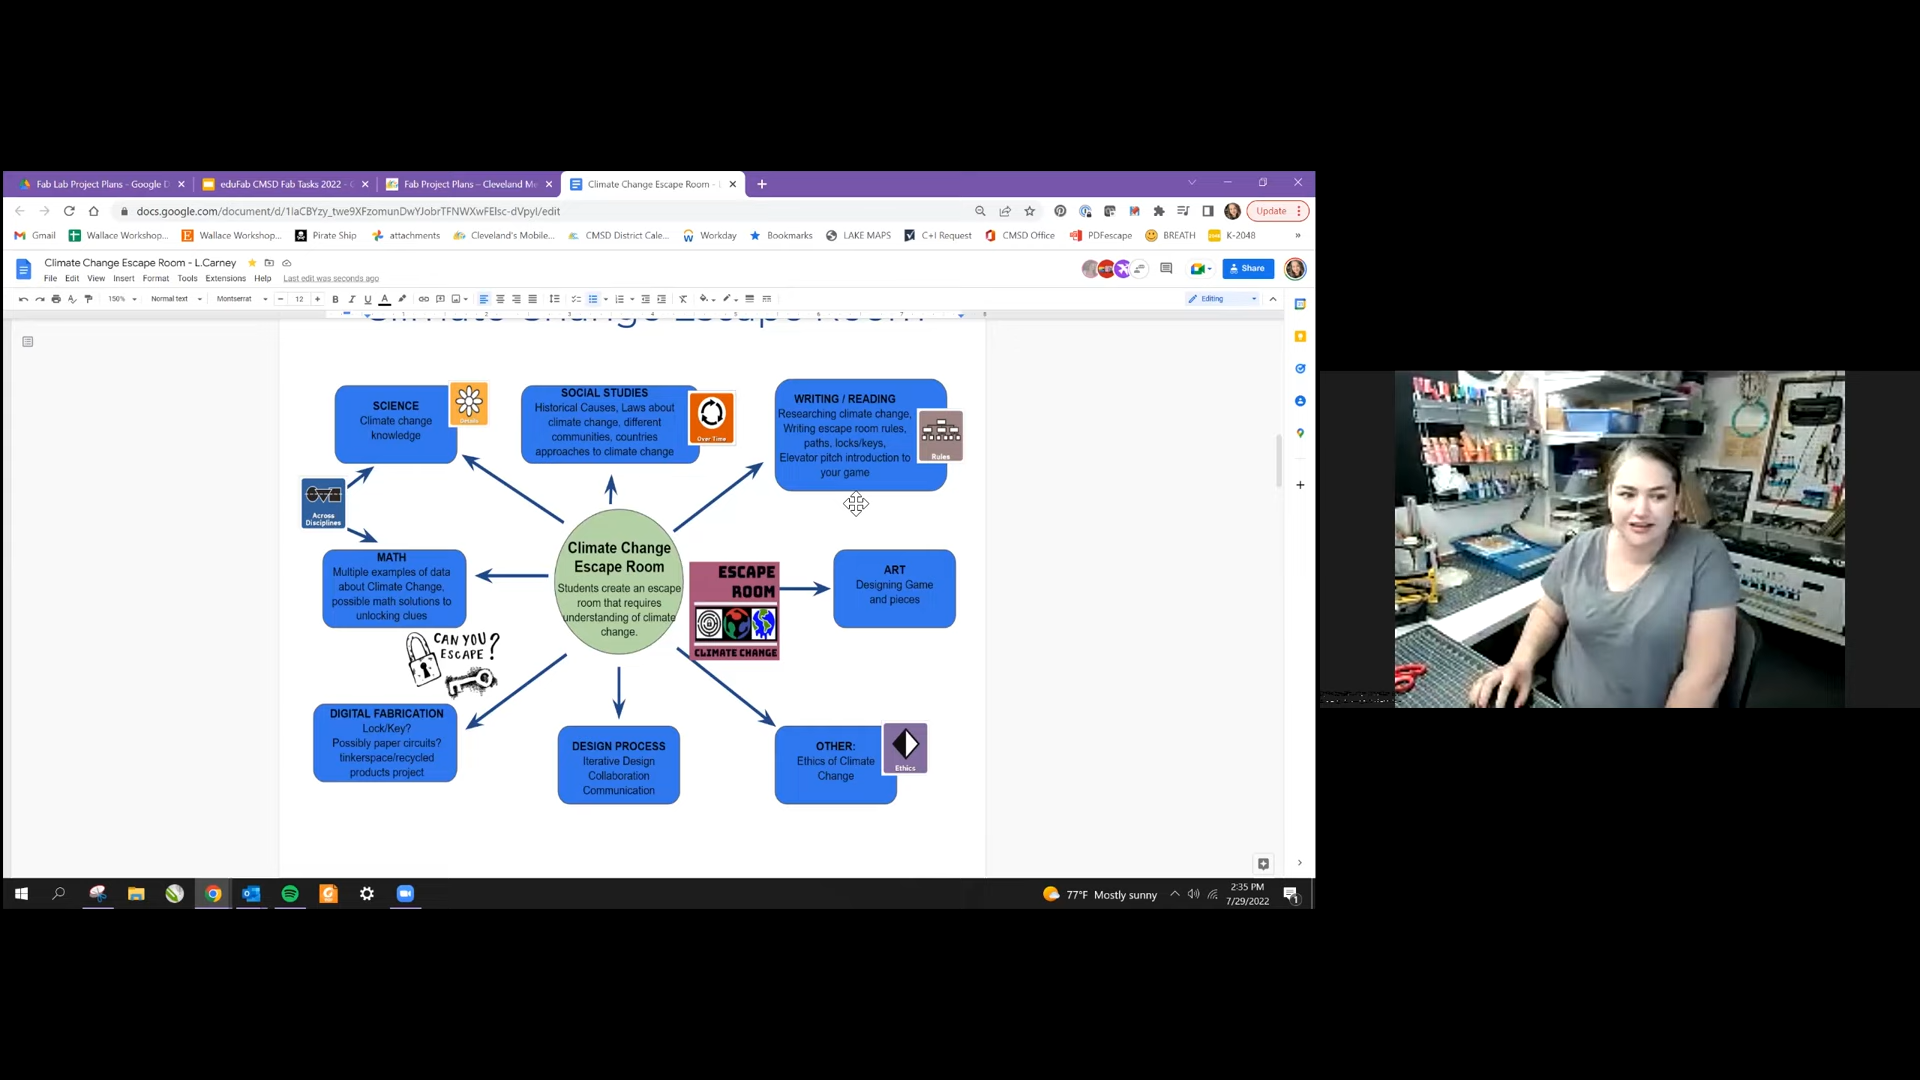 Fab Lab Project Plans - Google D
eduFab CMSD Fab Tasks 2022 - C
Fab Project Plans – Cleveland M
Climate Change Escape Room - L
docs.google.com/document/d/1IaCBYzy_twe9XFzomunDwYJobrTFNWXwFElsc-dVpyI/edit
Update
Gmail
Wallace Workshop...
Wallace Workshop...
Pirate Ship
attachments
Cleveland's Mobile...
CMSD District Cale...
Workday
Bookmarks
LAKE MAPS
C+I Request
CMSD Office
PDFescape
BREATH
K-2048
Climate Change Escape Room - L.Carney
Share
File Edit View Insert Format Tools Extensions Help
Last edit was seconds ago
150% Normal text Montserrat 12
Editing
Climate Change Escape Room
SCIENCE
Climate change
knowledge
SOCIAL STUDIES
Historical Causes, Laws about
climate change, different
communities, countries
approaches to climate change
Over Time
WRITING / READING
Researching climate change,
Writing escape room rules,
paths, locks/keys,
Elevator pitch introduction to
your game
Rules
Across
Disciplines
MATH
Multiple examples of data
about Climate Change,
possible math solutions to
unlocking clues
Climate Change
Escape Room
Students create an escape
room that requires
understanding of climate
change.
ESCAPE
ROOM
CLIMATE CHANGE
ART
Designing Game
and pieces
CAN YOU
ESCAPE?
DIGITAL FABRICATION
Lock/Key?
Possibly paper circuits?
tinkerspace/recycled
products project
DESIGN PROCESS
Iterative Design
Collaboration
Communication
OTHER:
Ethics of Climate
Change
Ethics
77°F Mostly sunny
2:35 PM
7/29/2022